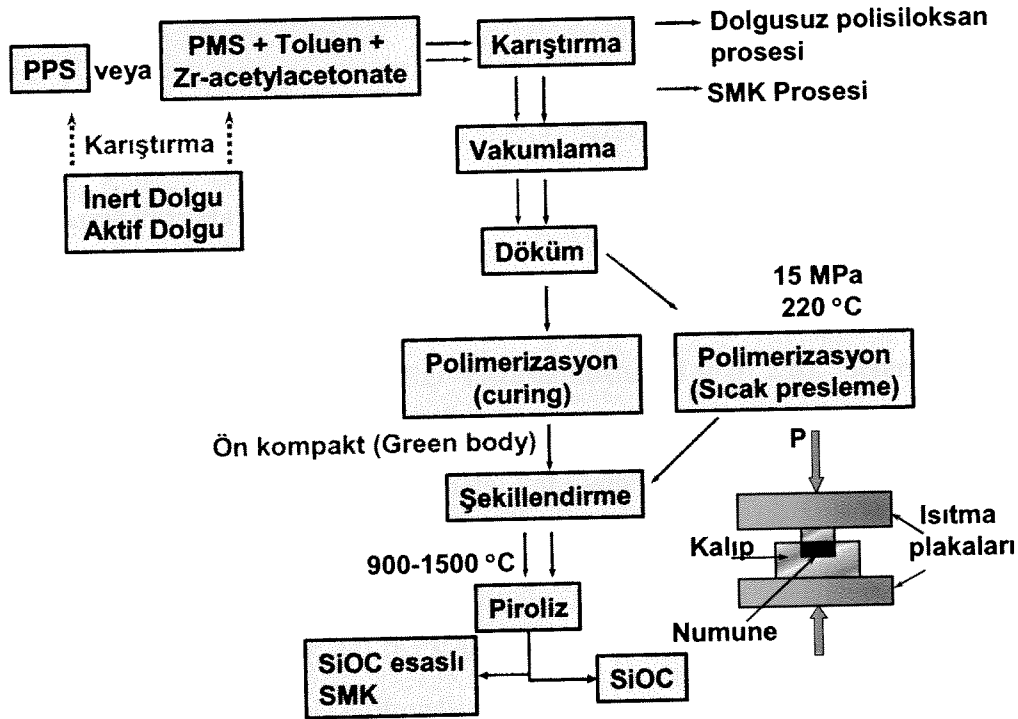 PPS
veya
PMS + Toluen +
Zr-acetylacetonate
Karıştırma
Dolgusuz polisiloksan
prosesi
SMK Prosesi
Karıştırma
İnert Dolgu
Aktif Dolgu
Vakumlama
Döküm
15 MPa
220 °C
Polimerizasyon
(curing)
Polimerizasyon
(Sıcak presleme)
Ön kompakt (Green body)
Şekillendirme
P
Isıtma
plakaları
Kalıp
Numune
900-1500 °C
Piroliz
SiOC esaslı
SMK
SiOC